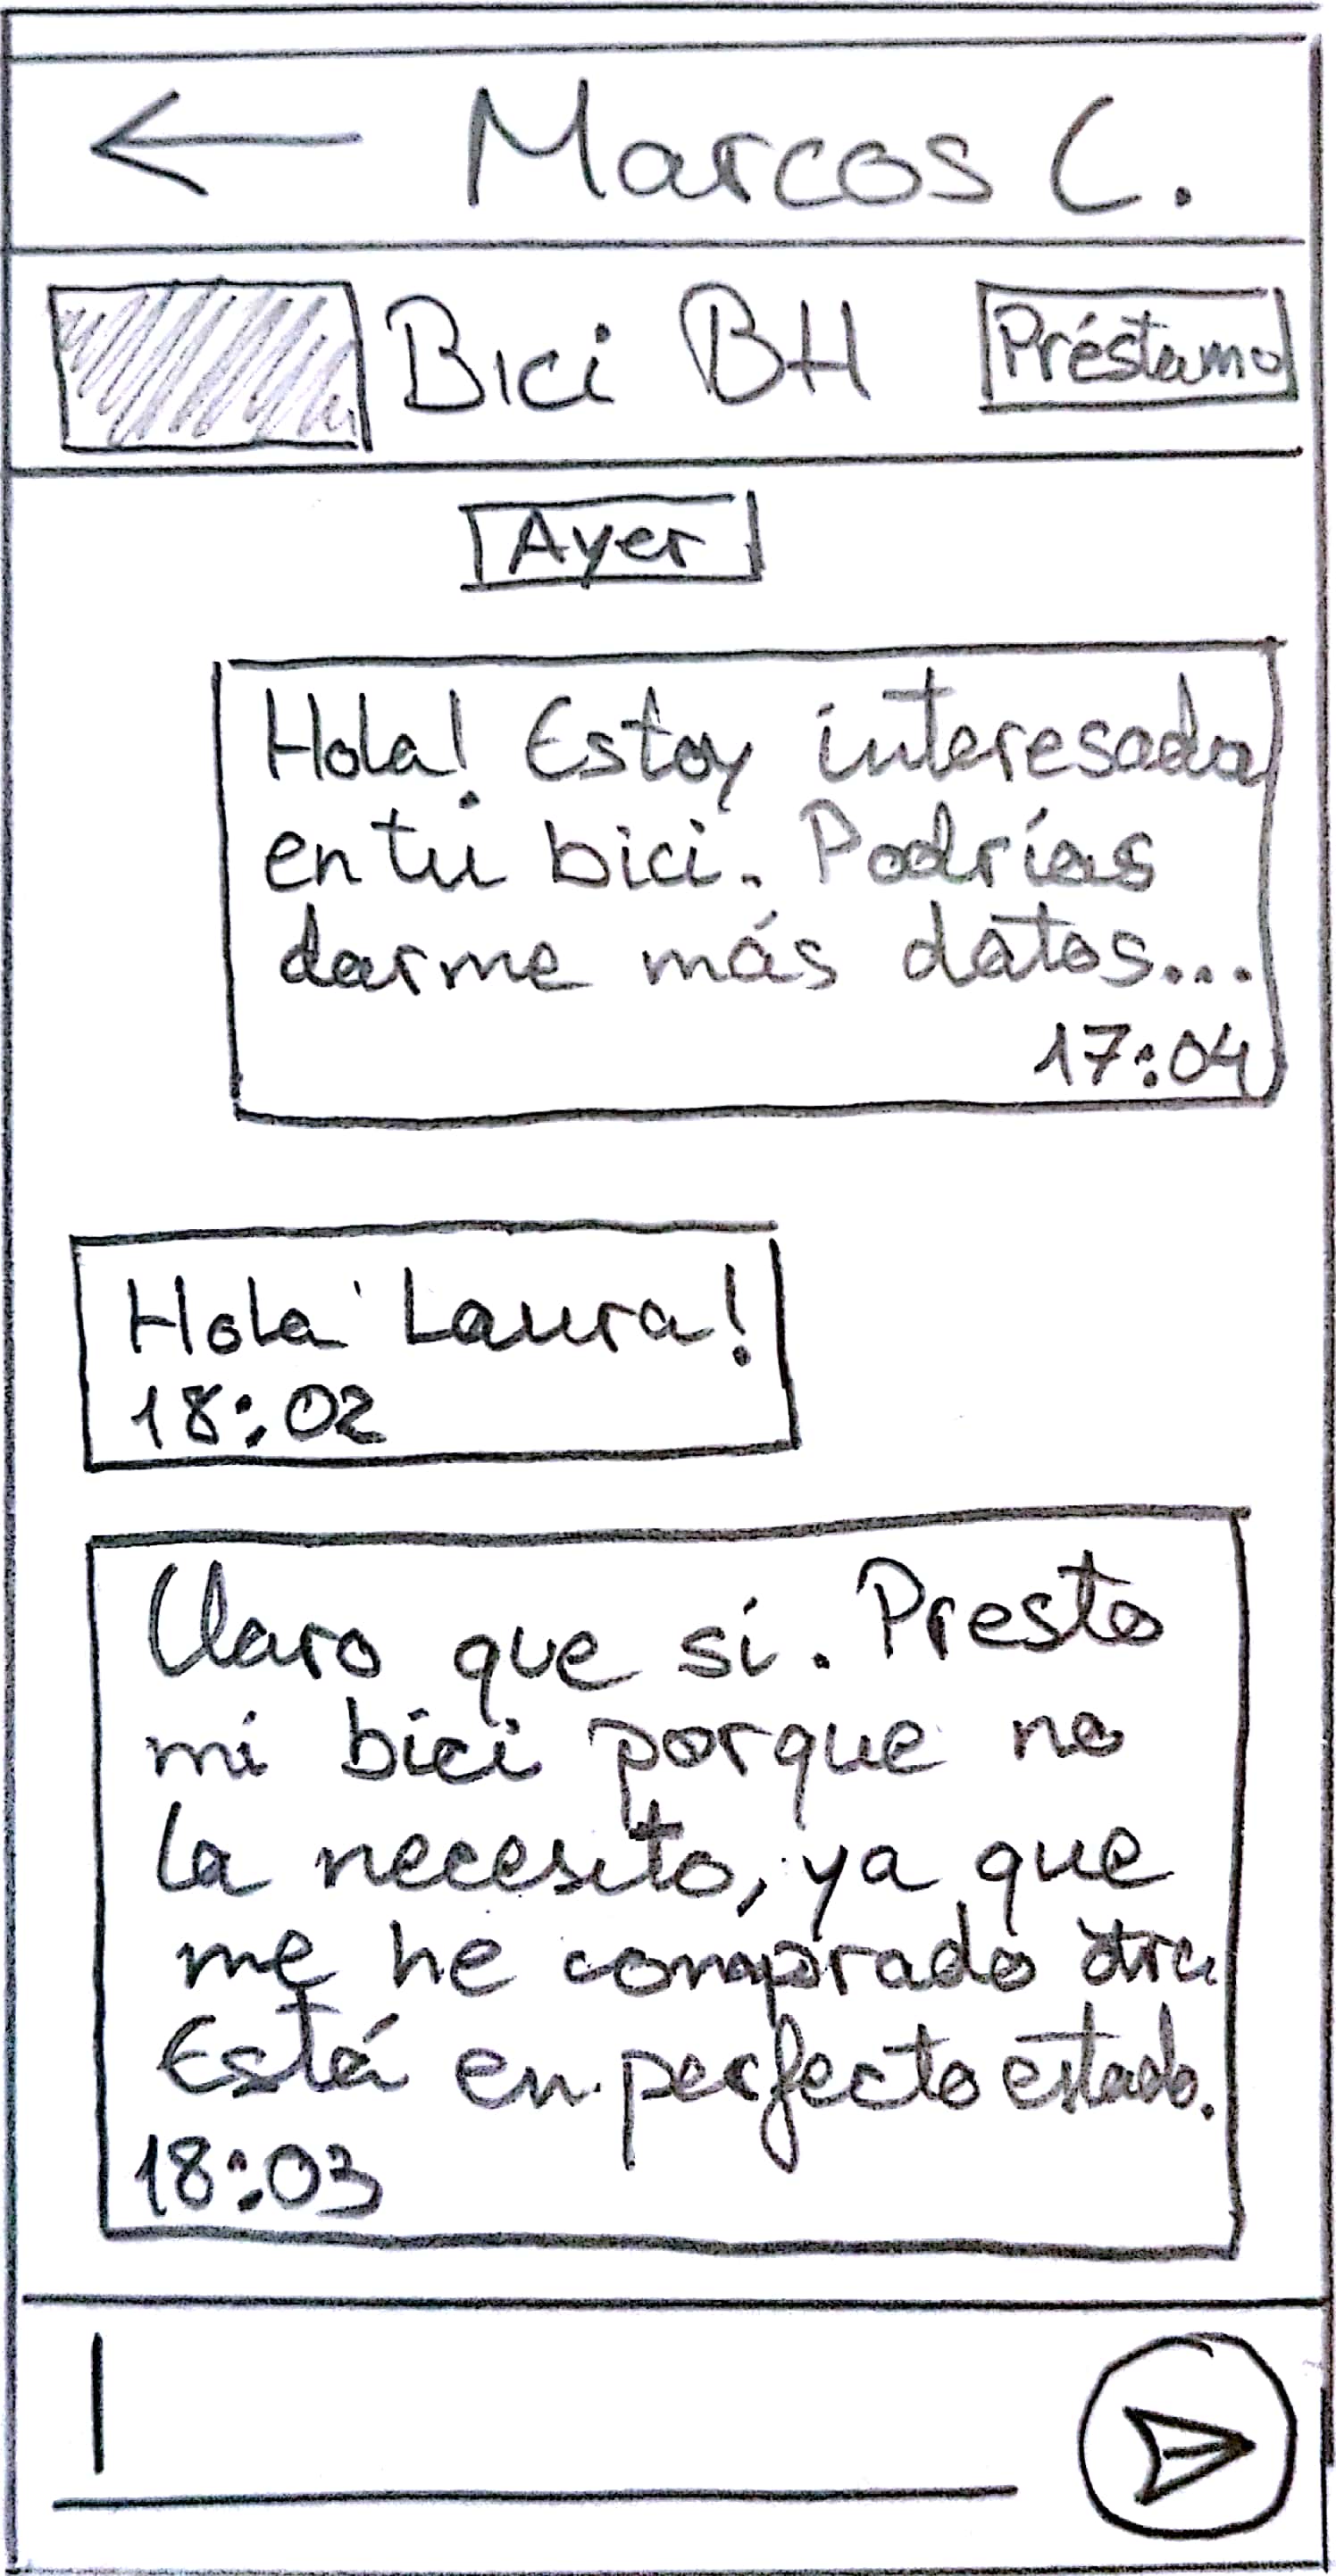 Marcos C.
Bici BH
Préstamo
Ayer
Hola! Estoy interesada
en tú bici. Podrías
darme más datos...
17:04
Hola Laura!
18:02
Claro que sí. Presto
mi bici porque no
la necesito, ya que
me he comprado otra
Está en perfecto estado.
18:03